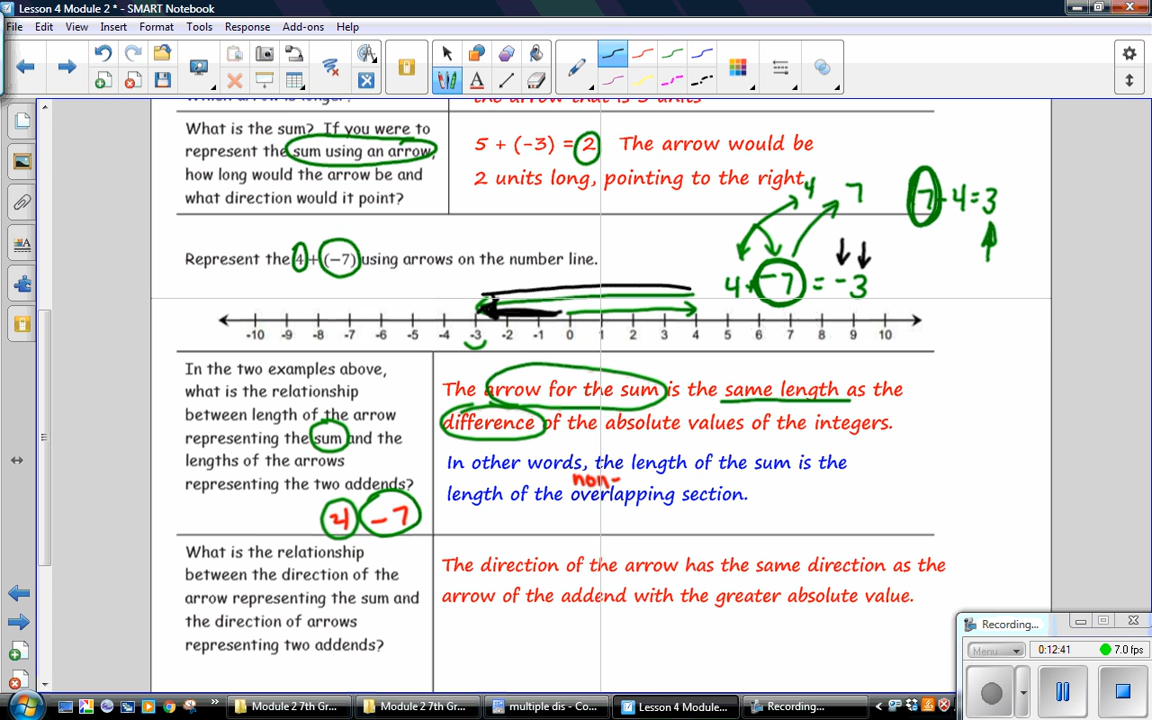 Lesson 4 Module 2 * - SMART Notebook
File Edit View Insert Format Tools Response Add-ons Help
What is the sum? If you were to
represent the sum using an arrow,
how long would the arrow be and
what direction would it point?
5 + (-3) = 2 The arrow would be
2 units long, pointing to the right.
4 7
7-4=3
4+-7=-3
Represent the 4 + (-7) using arrows on the number line.
-10 -9 -8 -7 -6 -5 -4 -3 -2 -1 0 1 2 3 4 5 6 7 8 9 10
In the two examples above,
what is the relationship
between length of the arrow
representing the sum and the
lengths of the arrows
representing the two addends?
4 -7
The arrow for the sum is the same length as the
difference of the absolute values of the integers.
In other words, the length of the sum is the
non-
length of the overlapping section.
What is the relationship
between the direction of the
arrow representing the sum and
the direction of arrows
representing two addends?
The direction of the arrow has the same direction as the
arrow of the addend with the greater absolute value.
Recording...
Menu 0:12:41 7.0 fps
Module 2 7th Gr... Module 2 7th Gr... multiple dis - Co... Lesson 4 Module... Recording... 12:46 PM